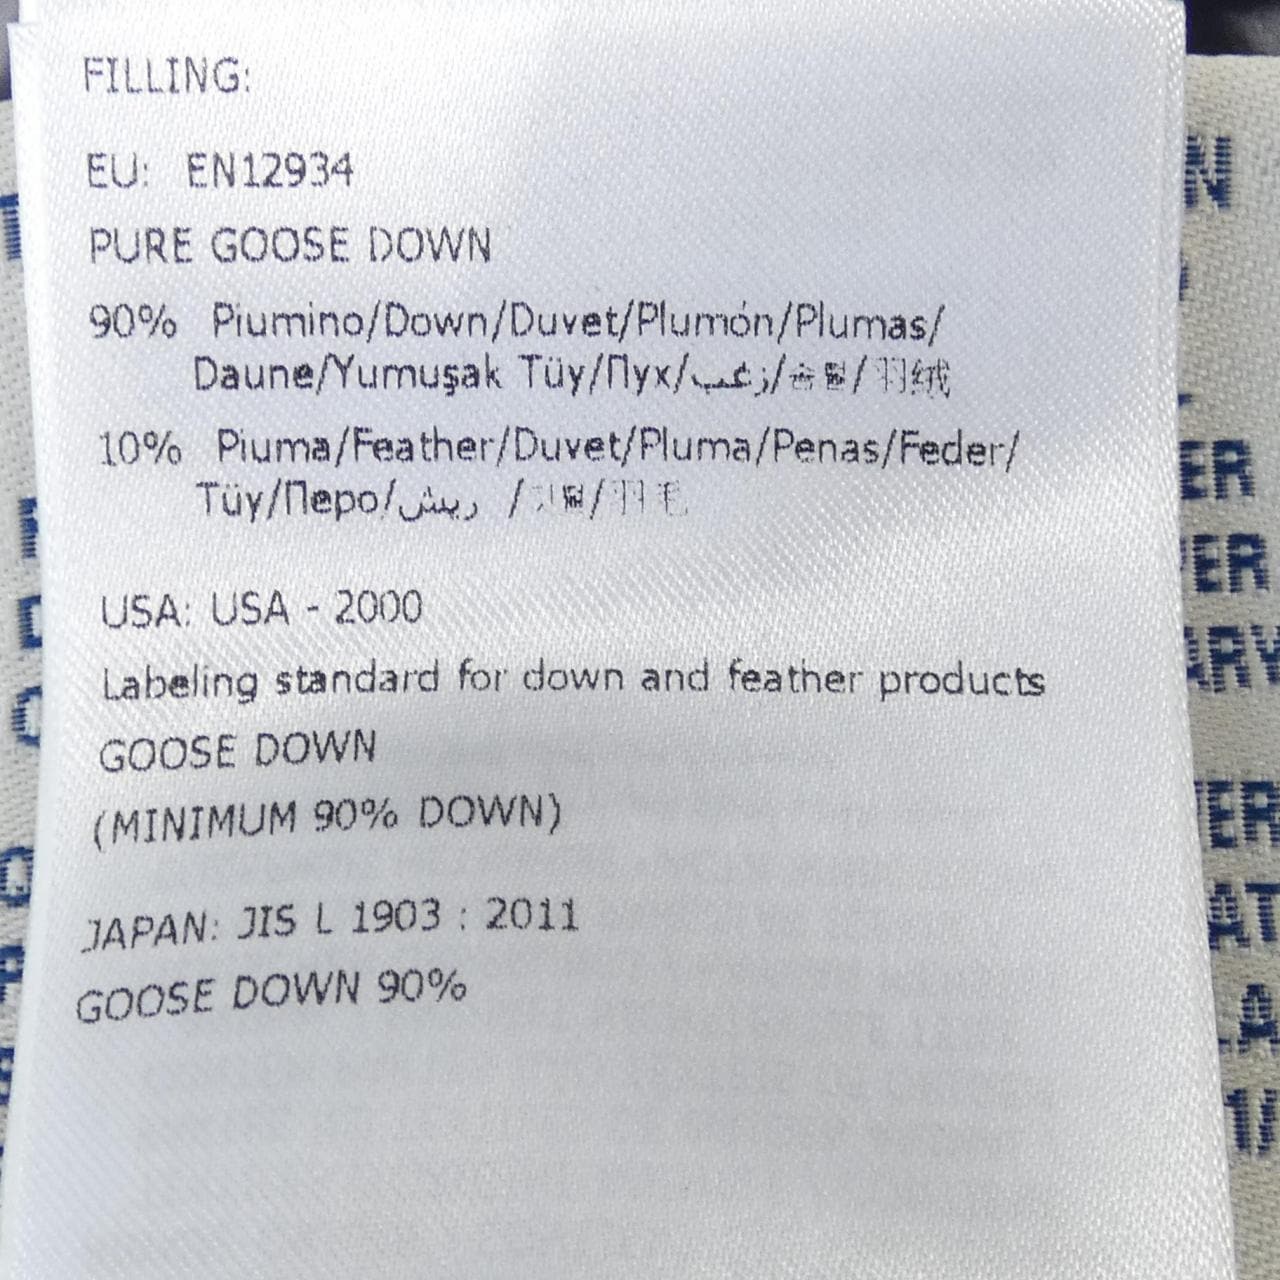 FILLING:
EU: EN12934
PURE GOOSE DOWN
90% Piumino/Down/Duvet/Plumón/Plumas/
Daune/Yumuşak Tüy/Пух/زغب/솜털/羽绒
10% Piuma/Feather/Duvet/Pluma/Penas/Feder/
Tüy/Перо/ريش /깃털/羽毛
USA: USA - 2000
Labeling standard for down and feather products
GOOSE DOWN
(MINIMUM 90% DOWN)
JAPAN: JIS L 1903 : 2011
GOOSE DOWN 90%